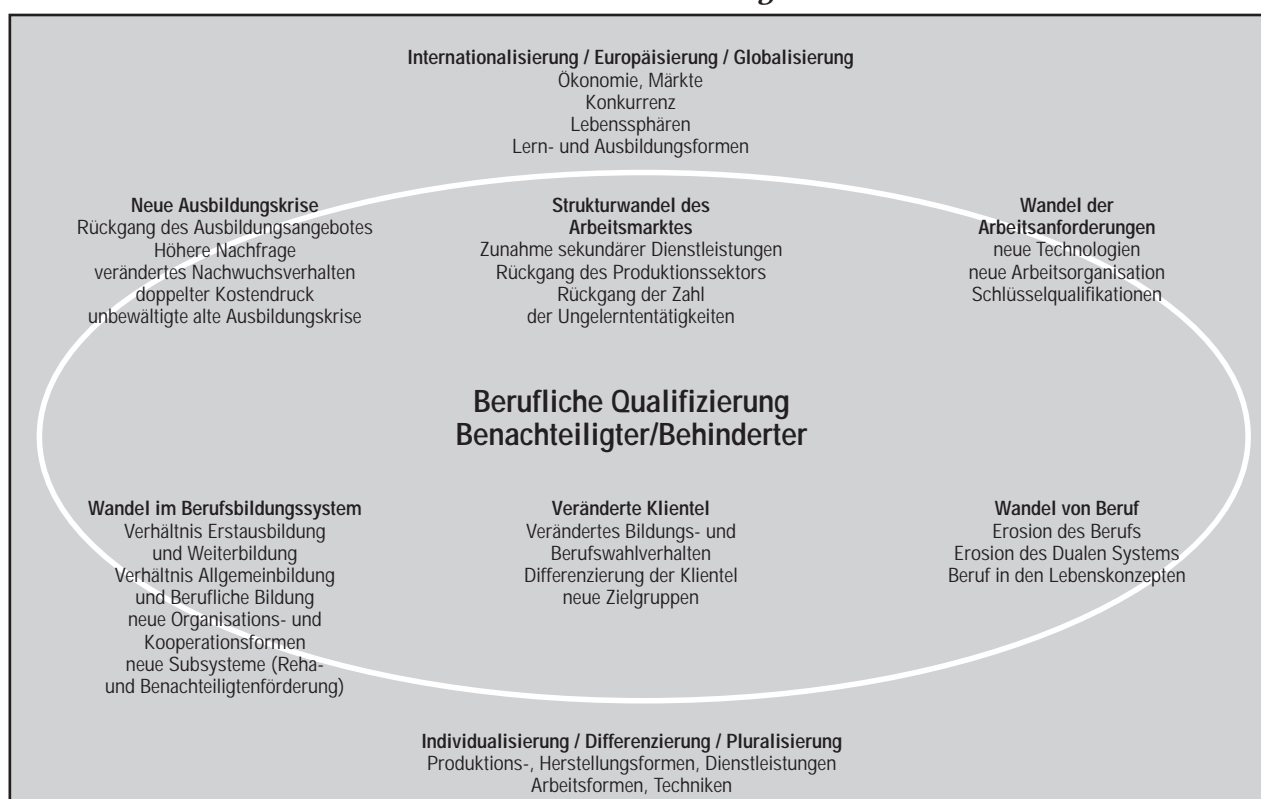 Internationalisierung / Europäisierung / Globalisierung
Ökonomie, Märkte
Konkurrenz
Lebenssphären
Lern- und Ausbildungsformen
Neue Ausbildungskrise
Rückgang des Ausbildungsangebotes
Höhere Nachfrage
verändertes Nachwuchsverhalten
doppelter Kostendruck
unbewältigte alte Ausbildungskrise
Strukturwandel des
Arbeitsmarktes
Zunahme sekundärer Dienstleistungen
Rückgang des Produktionssektors
Rückgang der Zahl
der Ungelerntentätigkeiten
Wandel der
Arbeitsanforderungen
neue Technologien
neue Arbeitsorganisation
Schlüsselqualifikationen
Berufliche Qualifizierung
Benachteiligter/Behinderter
Wandel im Berufsbildungssystem
Verhältnis Erstausbildung
und Weiterbildung
Verhältnis Allgemeinbildung
und Berufliche Bildung
neue Organisations- und
Kooperationsformen
neue Subsysteme (Reha-
und Benachteiligtenförderung)
Veränderte Klientel
Verändertes Bildungs- und
Berufswahlverhalten
Differenzierung der Klientel
neue Zielgruppen
Wandel von Beruf
Erosion des Berufs
Erosion des Dualen Systems
Beruf in den Lebenskonzepten
Individualisierung / Differenzierung / Pluralisierung
Produktions-, Herstellungsformen, Dienstleistungen
Arbeitsformen, Techniken